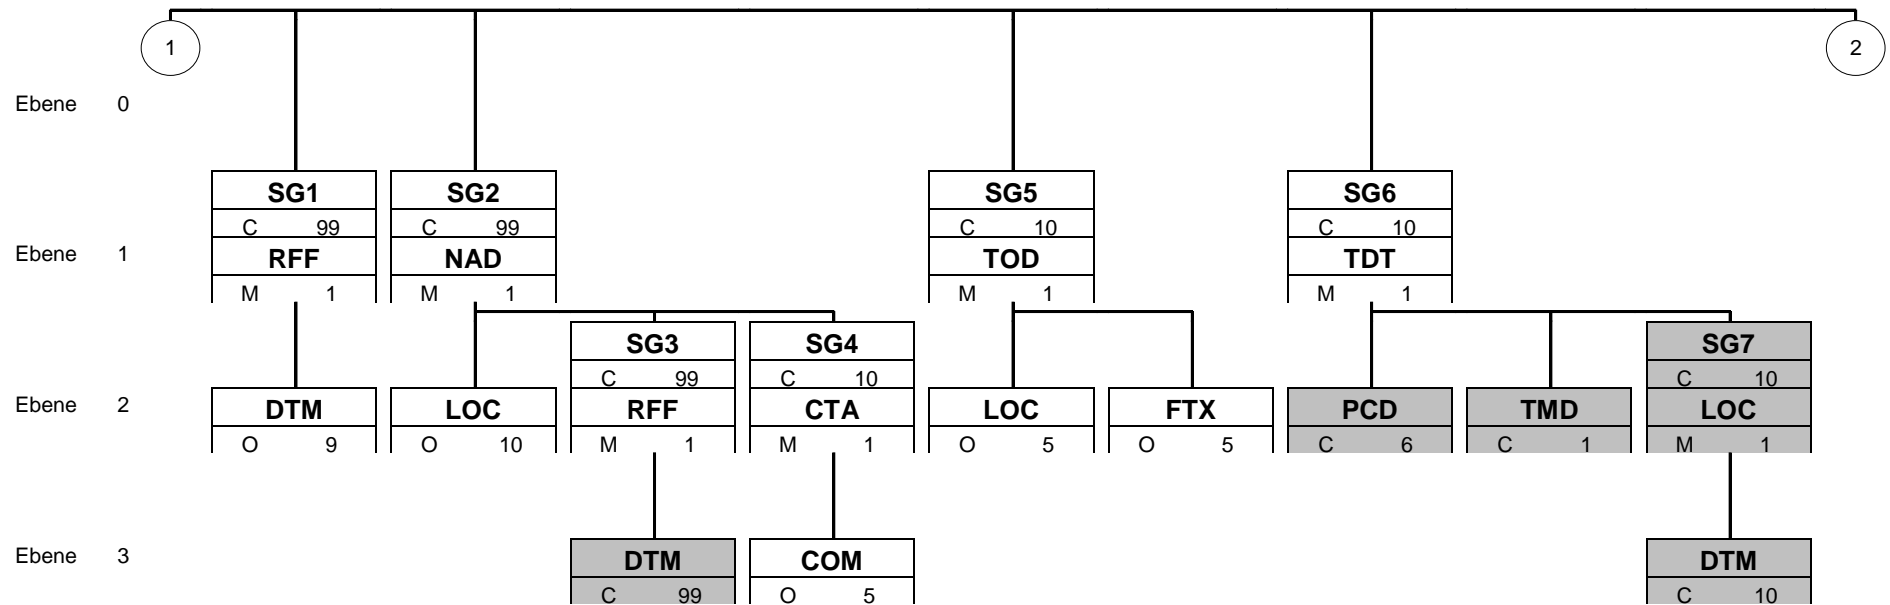 1 2
Ebene 0
SG1 SG2 SG5 SG6
C 99 C 99 C 10 C 10
Ebene 1 RFF NAD TOD TDT
M 1 M 1 M 1 M 1
SG3 SG4 SG7
C 99 C 10 C 10
Ebene 2 DTM LOC RFF CTA LOC FTX PCD TMD LOC
O 9 O 10 M 1 M 1 O 5 O 5 C 6 C 1 M 1
Ebene 3 DTM COM DTM
C 99 O 5 C 10